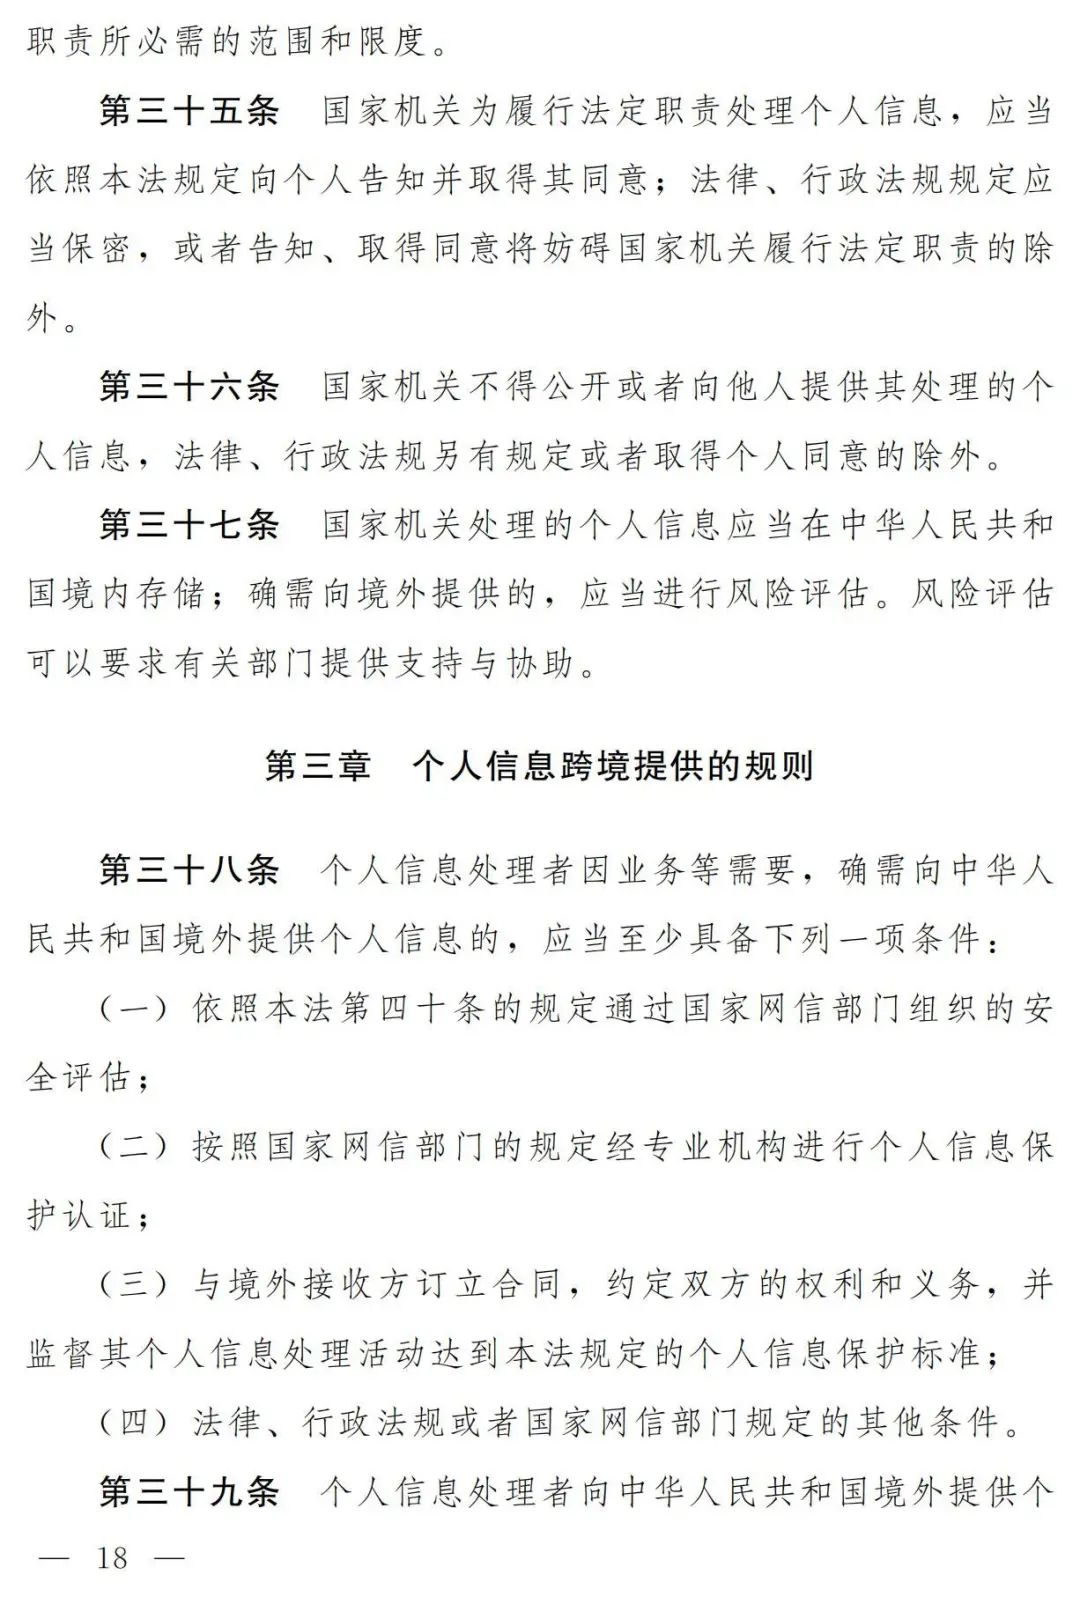 职责所必需的范围和限度。
第三十五条　国家机关为履行法定职责处理个人信息，应当
依照本法规定向个人告知并取得其同意；法律、行政法规规定应
当保密，或者告知、取得同意将妨碍国家机关履行法定职责的除
外。
第三十六条　国家机关不得公开或者向他人提供其处理的个
人信息，法律、行政法规另有规定或者取得个人同意的除外。
第三十七条　国家机关处理的个人信息应当在中华人民共和
国境内存储；确需向境外提供的，应当进行风险评估。风险评估
可以要求有关部门提供支持与协助。
第三章　个人信息跨境提供的规则
第三十八条　个人信息处理者因业务等需要，确需向中华人
民共和国境外提供个人信息的，应当至少具备下列一项条件：
（一）依照本法第四十条的规定通过国家网信部门组织的安
全评估；
（二）按照国家网信部门的规定经专业机构进行个人信息保
护认证；
（三）与境外接收方订立合同，约定双方的权利和义务，并
监督其个人信息处理活动达到本法规定的个人信息保护标准；
（四）法律、行政法规或者国家网信部门规定的其他条件。
第三十九条　个人信息处理者向中华人民共和国境外提供个
— 18 —